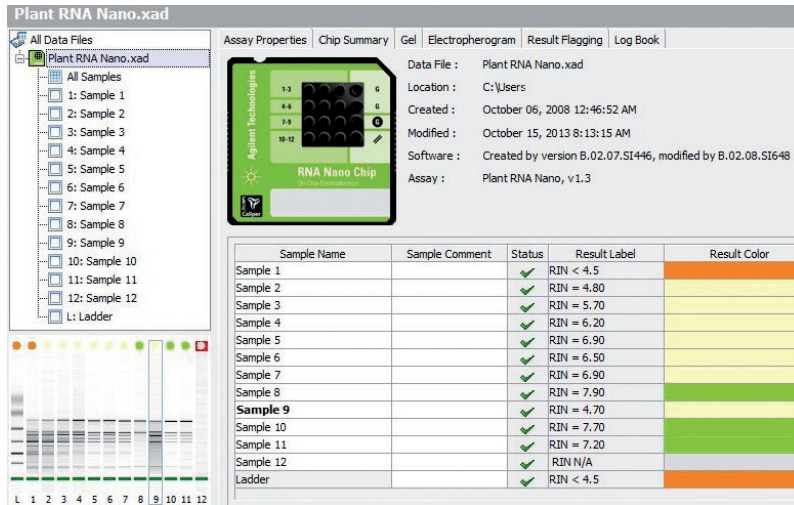 Plant RNA Nano.xad
All Data Files
Plant RNA Nano.xad
All Samples
1: Sample 1
2: Sample 2
3: Sample 3
4: Sample 4
5: Sample 5
6: Sample 6
7: Sample 7
8: Sample 8
9: Sample 9
10: Sample 10
11: Sample 11
12: Sample 12
L: Ladder
L 1 2 3 4 5 6 7 8 9 10 11 12
Assay Properties Chip Summary Gel Electropherogram Result Flagging Log Book
Agilent Technologies
1-3 G
4-6 G
7-9 G
10-12
RNA Nano Chip
Caliper
Data File : Plant RNA Nano.xad
Location : C:\Users
Created : October 06, 2008 12:46:52 AM
Modified : October 15, 2013 8:13:15 AM
Software : Created by version B.02.07.SI446, modified by B.02.08.SI648
Assay : Plant RNA Nano, v1.3
Sample Name Sample Comment Status Result Label Result Color
Sample 1 RIN < 4.5
Sample 2 RIN = 4.80
Sample 3 RIN = 5.70
Sample 4 RIN = 6.20
Sample 5 RIN = 6.90
Sample 6 RIN = 6.50
Sample 7 RIN = 6.90
Sample 8 RIN = 7.90
Sample 9 RIN = 4.70
Sample 10 RIN = 7.70
Sample 11 RIN = 7.20
Sample 12 RIN N/A
Ladder RIN < 4.5